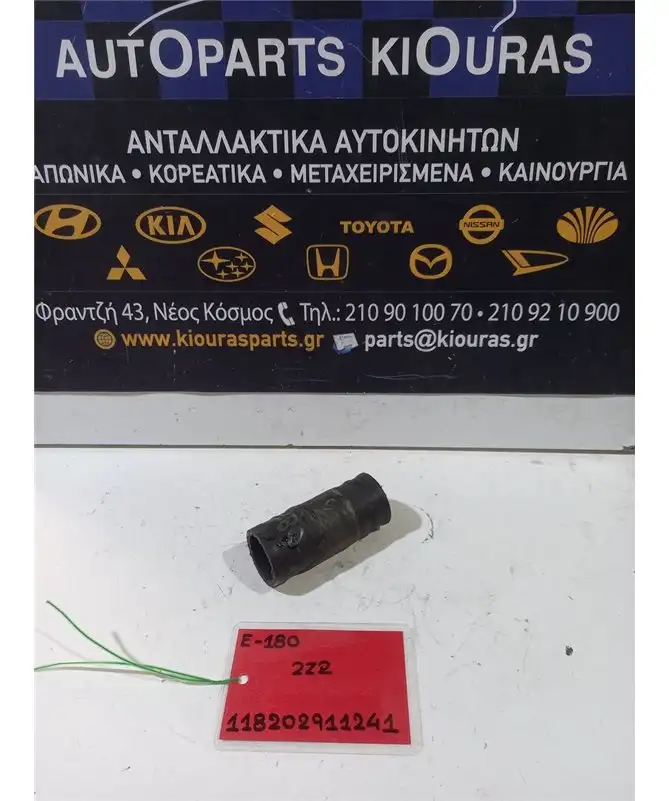 AUTOPARTS KIOURAS
ΑΝΤΑΛΛΑΚΤΙΚΑ ΑΥΤΟΚΙΝΗΤΩΝ
ΑΠΩΝΙΚΑ • ΚΟΡΕΑΤΙΚΑ • ΜΕΤΑΧΕΙΡΙΣΜΕΝΑ • ΚΑΙΝΟΥΡΓΙΑ
KIA TOYOTA NISSAN
Φραντζή 43, Νέος Κόσμος Τηλ.: 210 90 100 70 • 210 92 10 900
www.kiourasparts.gr parts@kiouras.gr
E-180
2Z2
118202911241